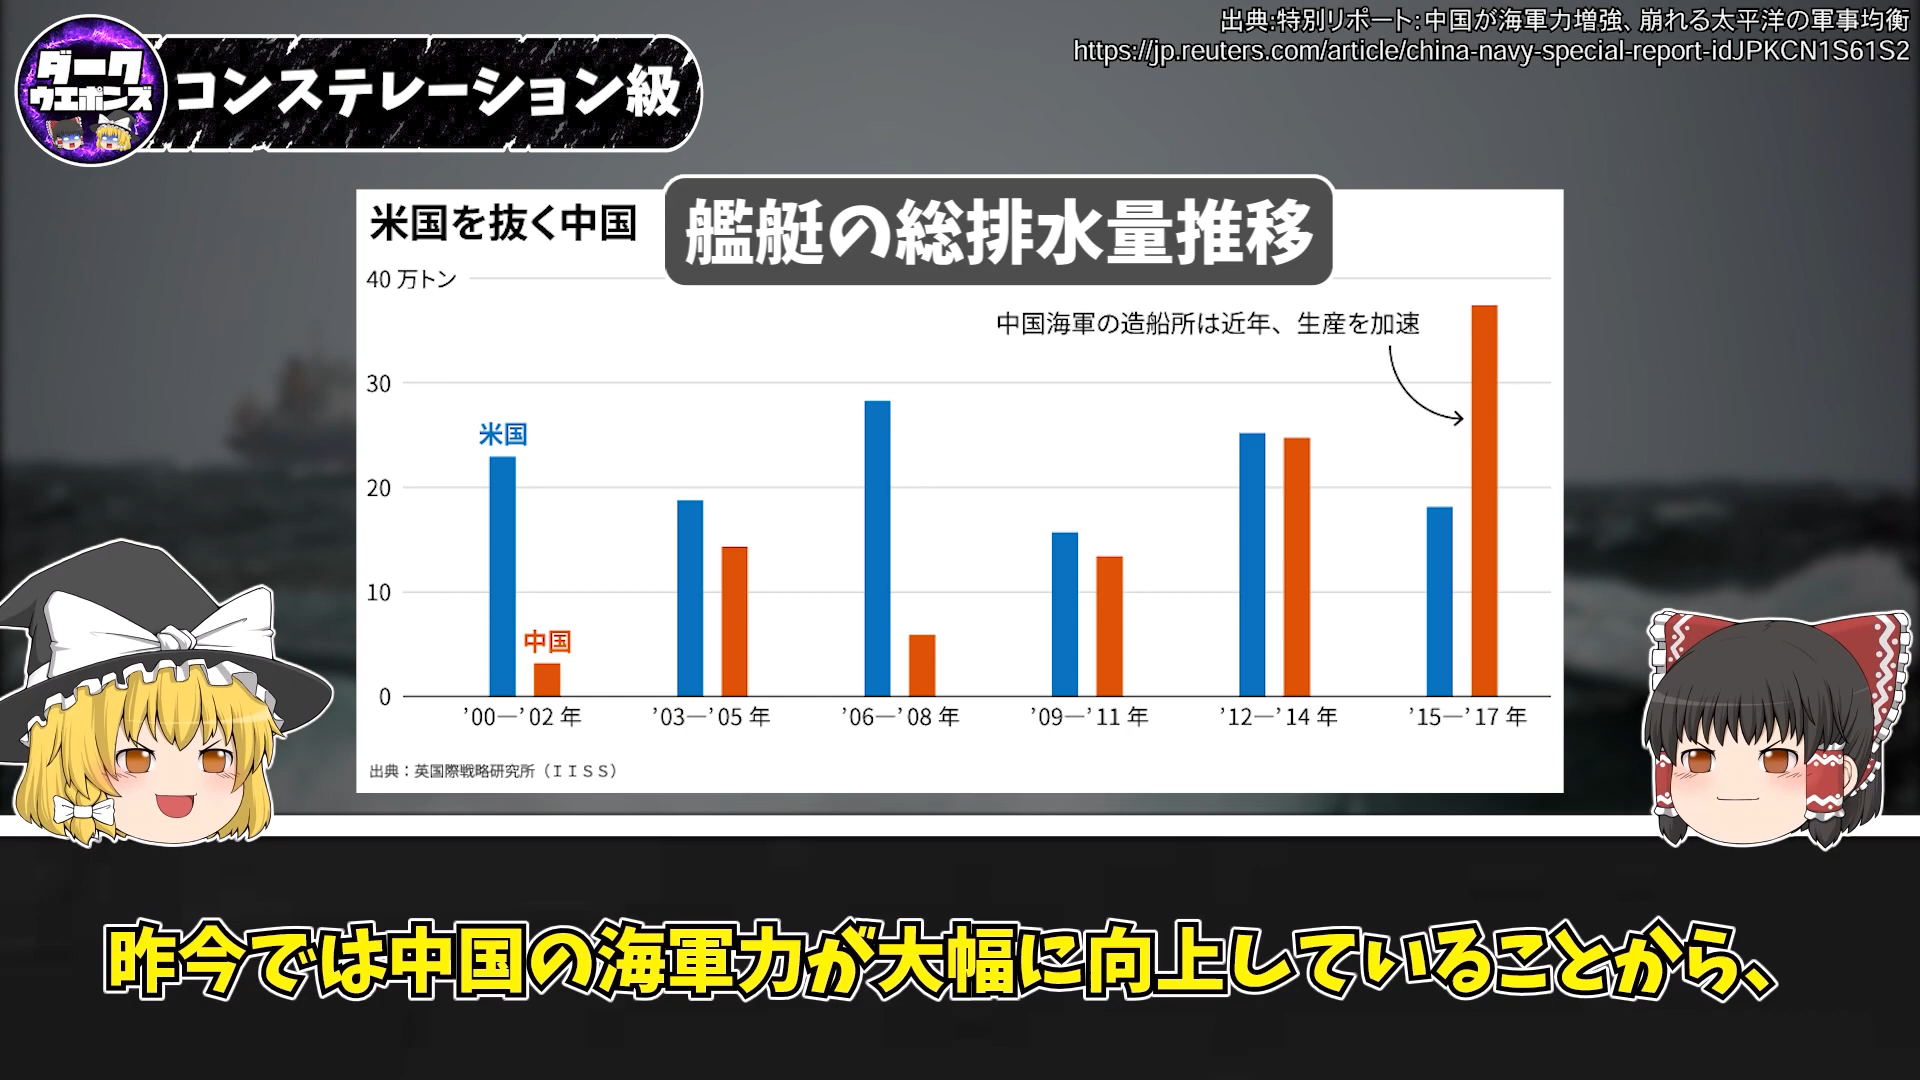 出典:特別リポート:中国が海軍力増強、崩れる太平洋の軍事均衡
https://jp.reuters.com/article/china-navy-special-report-idJPKCN1S61S2
ダーク
ウエポンズ
コンステレーション級
米国を抜く中国
艦艇の総排水量推移
40 万トン
中国海軍の造船所は近年、生産を加速
30
米国
20
10
中国
0
’00—’02 年
’03—’05 年
’06—’08 年
’09—’11 年
’12—’14 年
’15—’17 年
出典：英国際戦略研究所（ＩＩＳＳ）
昨今では中国の海軍力が大幅に向上していることから、